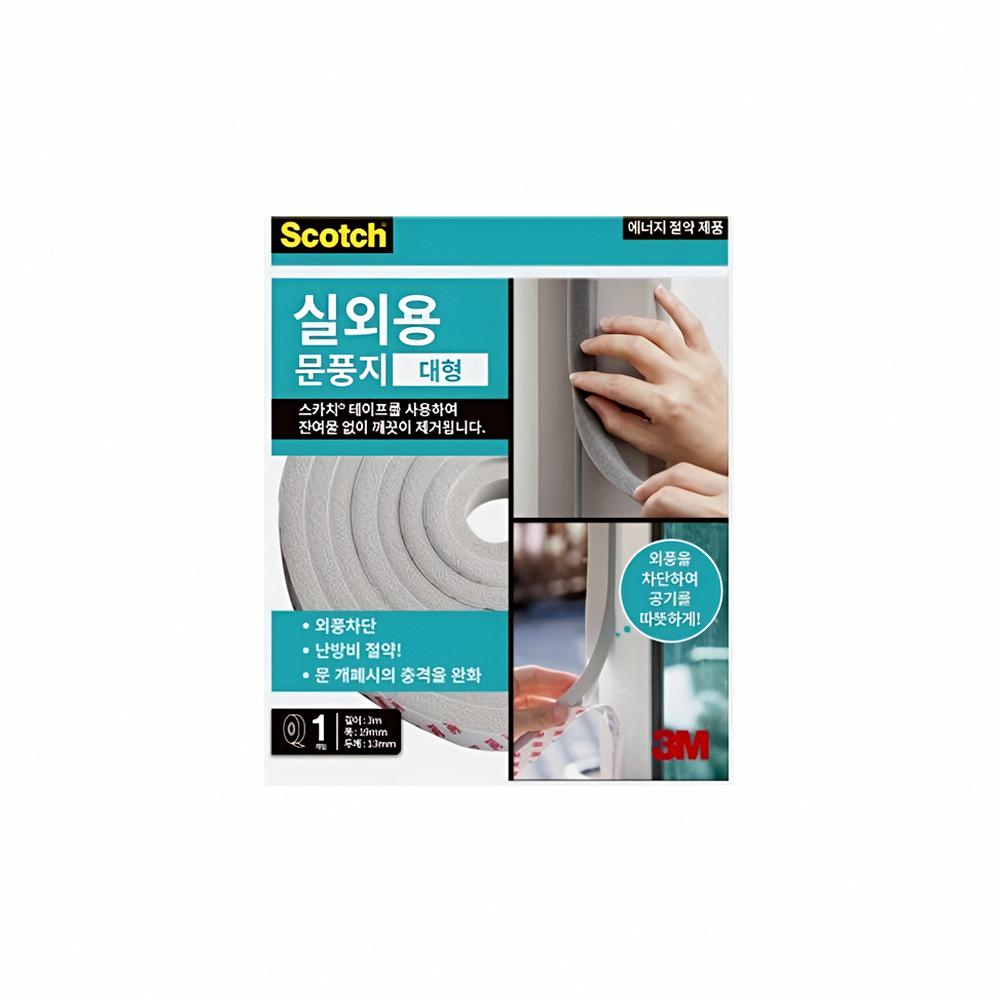 Scotch
에너지 절약 제품
실외용
문풍지 대형
스카치® 테이프를 사용하여
잔여물 없이 깨끗이 제거됩니다.
외풍을
차단하여
공기를
따뜻하게!
• 외풍차단
• 난방비 절약!
• 문 개폐시의 충격을 완화
1
개입
길이 : 2m
폭 : 19mm
두께 : 13mm
3M